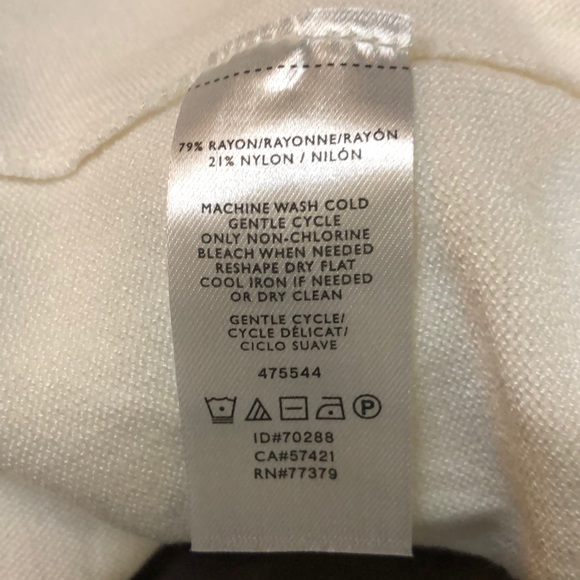 79% RAYON/RAYONNE/RAYÓN
21% NYLON / NILÓN
MACHINE WASH COLD
GENTLE CYCLE
ONLY NON-CHLORINE
BLEACH WHEN NEEDED
RESHAPE DRY FLAT
COOL IRON IF NEEDED
OR DRY CLEAN
GENTLE CYCLE/
CYCLE DÉLICAT/
CICLO SUAVE
475544
P
ID#70288
CA#57421
RN#77379